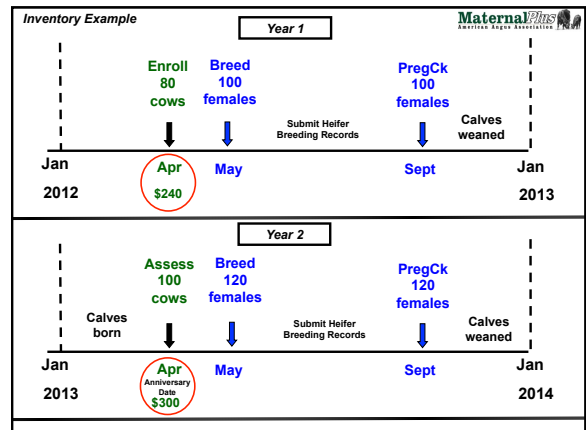 Inventory Example
MaternalPlus
American Angus Association
Year 1
Enroll
80
cows
Breed
100
females
PregCk
100
females
Submit Heifer
Breeding Records
Calves
weaned
Jan
2012
Apr
$240
May
Sept
Jan
2013
Year 2
Assess
100
cows
Breed
120
females
PregCk
120
females
Calves
born
Submit Heifer
Breeding Records
Calves
weaned
Jan
2013
Apr
Anniversary
Date
$300
May
Sept
Jan
2014